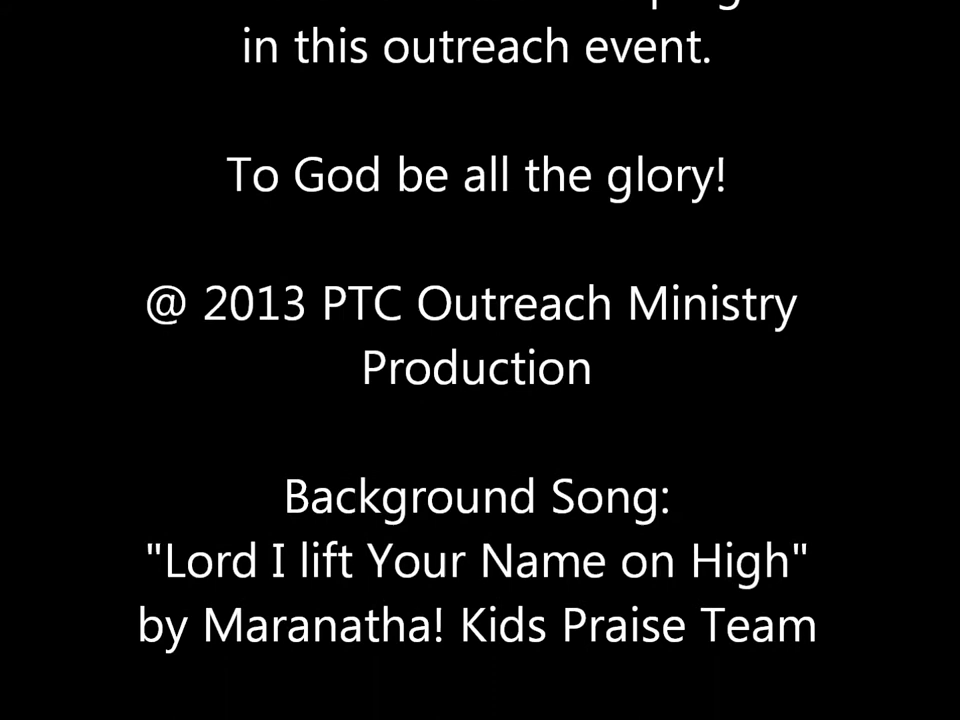 in this outreach event.
To God be all the glory!
@ 2013 PTC Outreach Ministry
Production
Background Song:
"Lord I lift Your Name on High"
by Maranatha! Kids Praise Team